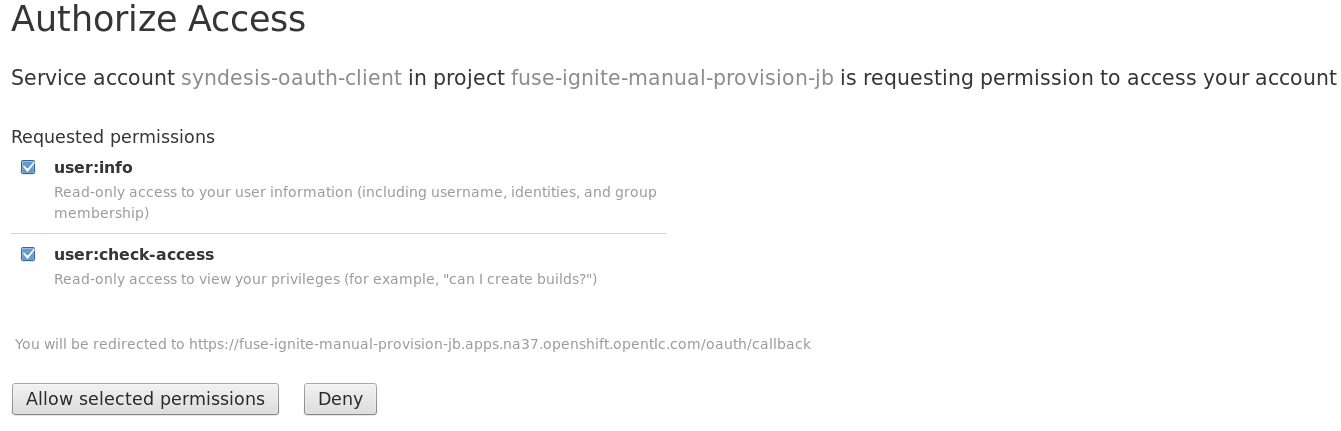 Authorize Access
Service account syndesis-oauth-client in project fuse-ignite-manual-provision-jb is requesting permission to access your account
Requested permissions
user:info
Read-only access to your user information (including username, identities, and group
membership)
user:check-access
Read-only access to view your privileges (for example, "can I create builds?")
You will be redirected to https://fuse-ignite-manual-provision-jb.apps.na37.openshift.opentlc.com/oauth/callback
Allow selected permissions Deny